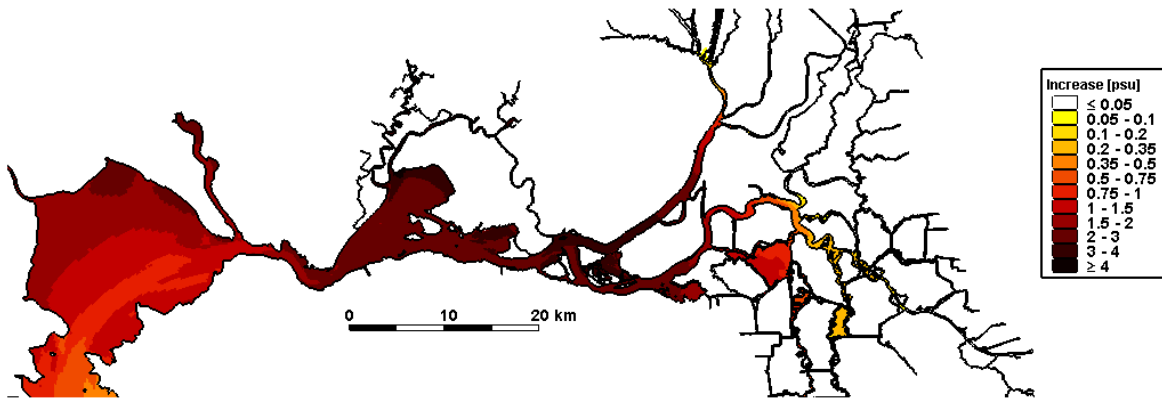 Increase [psu]
≤ 0.05
0.05 - 0.1
0.1 - 0.2
0.2 - 0.35
0.35 - 0.5
0.5 - 0.75
0.75 - 1
1 - 1.5
1.5 - 2
2 - 3
3 - 4
≥ 4
0 10 20 km